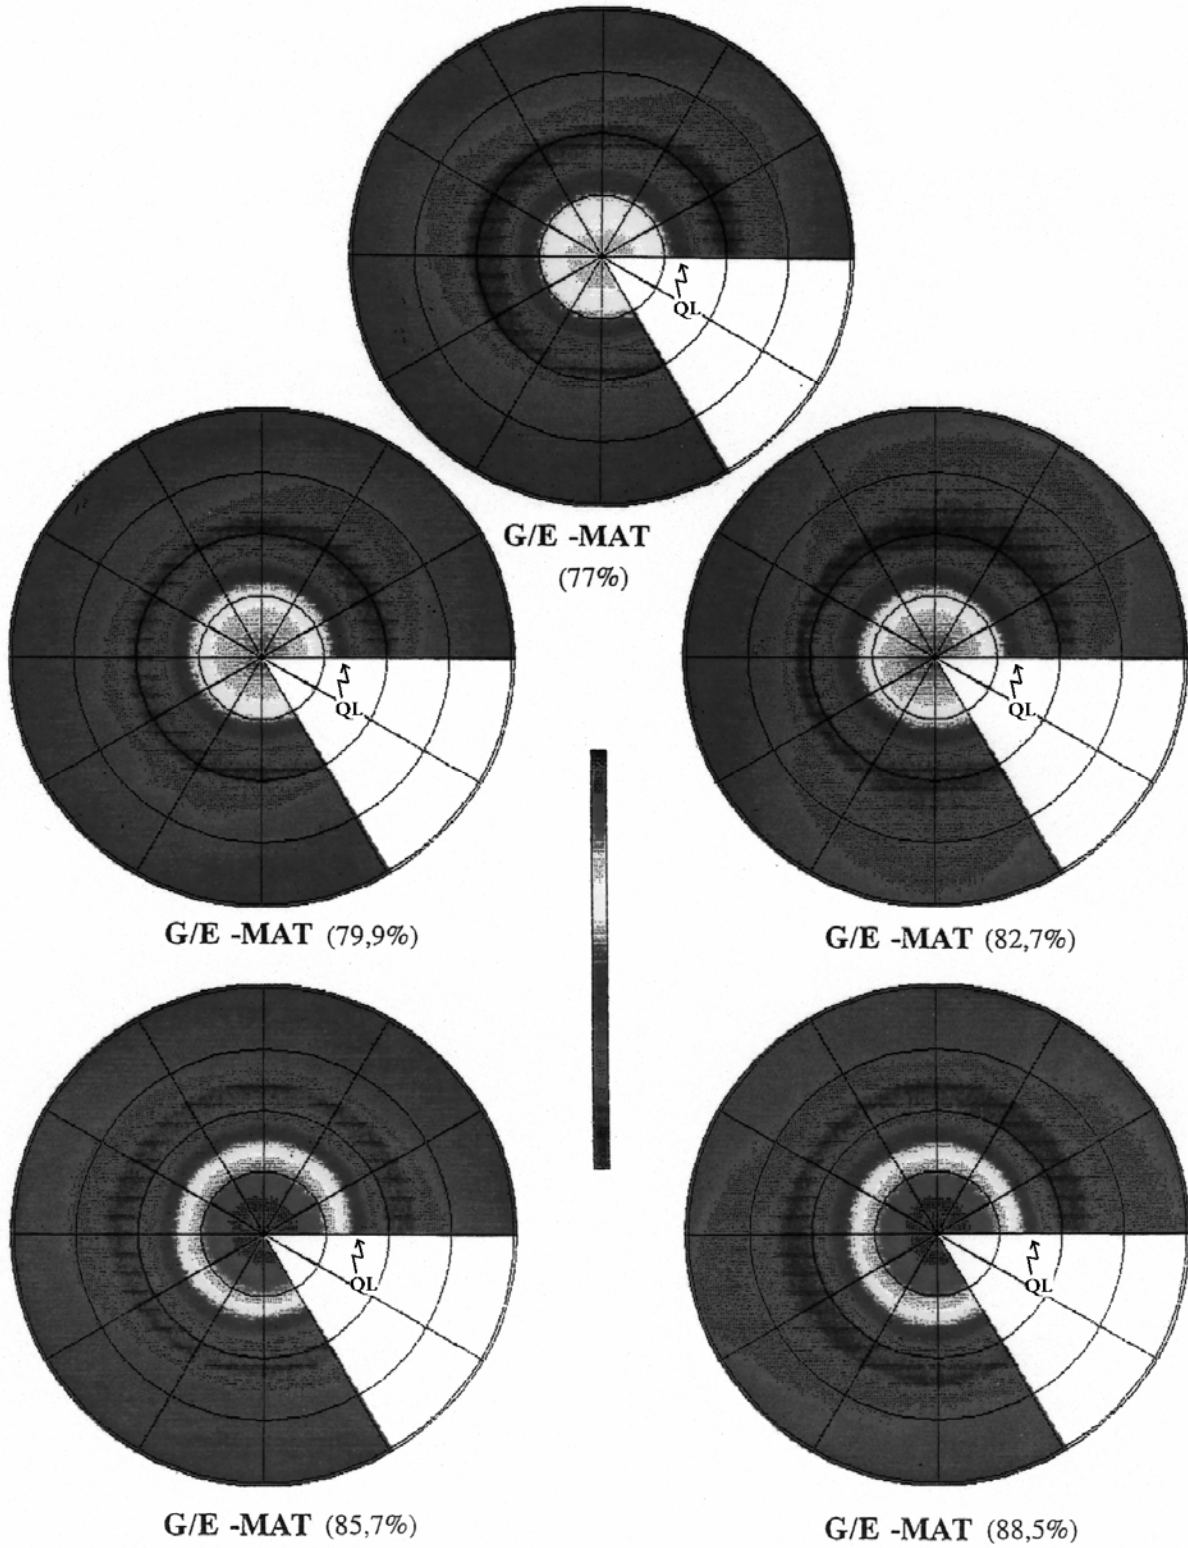 QL
G/E -MAT
(77%)
QL
QL
G/E -MAT (79,9%)
G/E -MAT (82,7%)
QL
QL
G/E -MAT (85,7%)
G/E -MAT (88,5%)